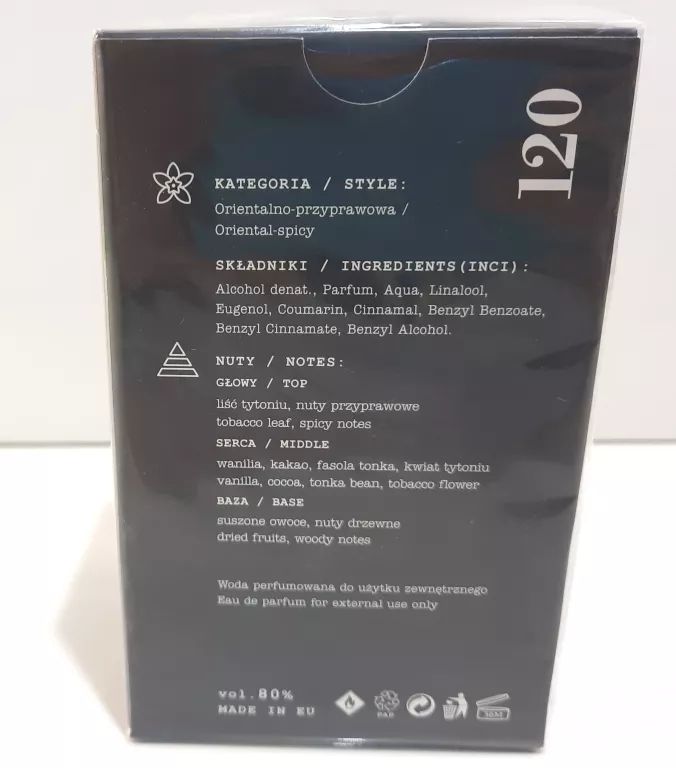 120
KATEGORIA / STYLE:
Orientalno-przyprawowa /
Oriental-spicy
SKŁADNIKI / INGREDIENTS(INCI):
Alcohol denat., Parfum, Aqua, Linalool,
Eugenol, Coumarin, Cinnamal, Benzyl Benzoate,
Benzyl Cinnamate, Benzyl Alcohol.
NUTY / NOTES:
GŁOWY / TOP
liść tytoniu, nuty przyprawowe
tobacco leaf, spicy notes
SERCA / MIDDLE
wanilia, kakao, fasola tonka, kwiat tytoniu
vanilla, cocoa, tonka bean, tobacco flower
BAZA / BASE
suszone owoce, nuty drzewne
dried fruits, woody notes
Woda perfumowana do użytku zewnętrznego
Eau de parfum for external use only
vol.80%
MADE IN EU
PAP